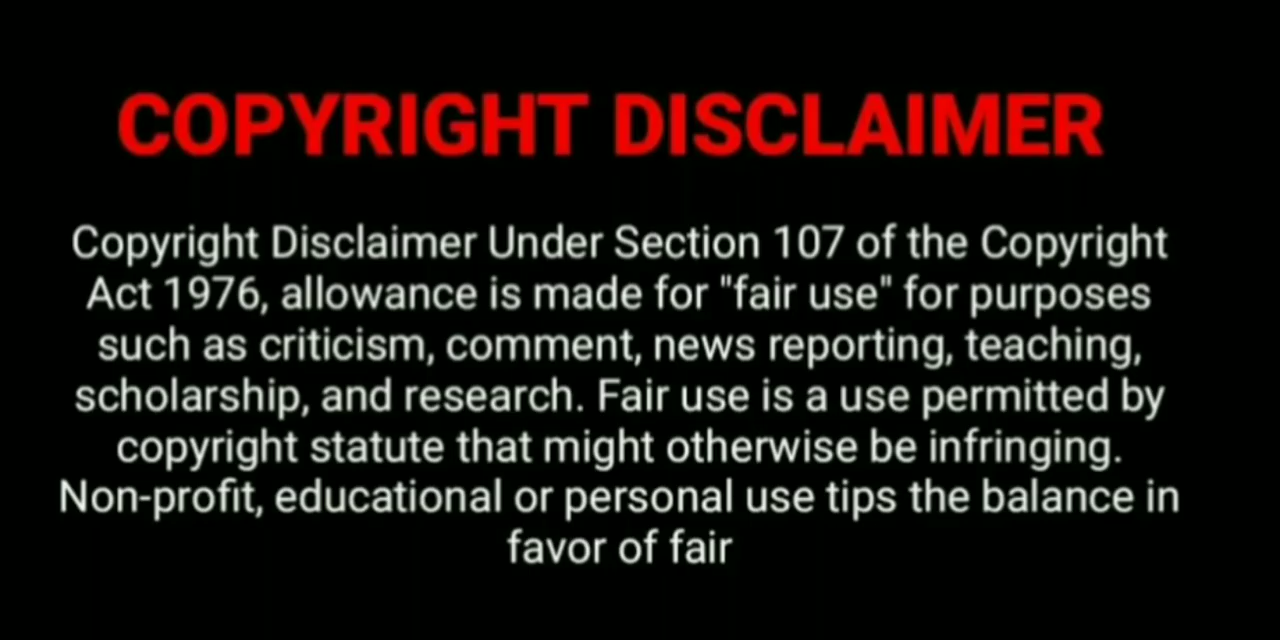 COPYRIGHT DISCLAIMER
Copyright Disclaimer Under Section 107 of the Copyright
Act 1976, allowance is made for "fair use" for purposes
such as criticism, comment, news reporting, teaching,
scholarship, and research. Fair use is a use permitted by
copyright statute that might otherwise be infringing.
Non-profit, educational or personal use tips the balance in
favor of fair